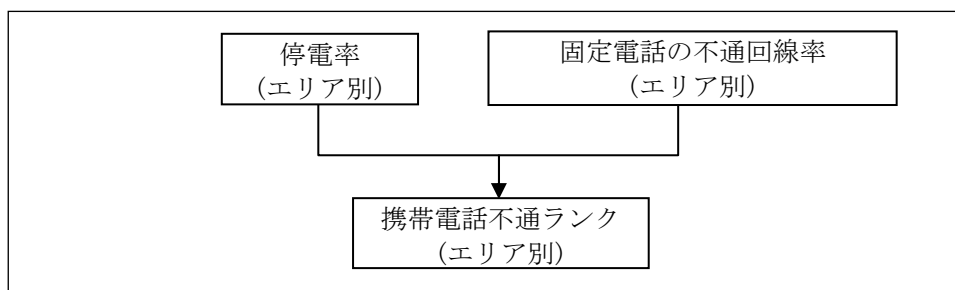 停電率
（エリア別）
固定電話の不通回線率
（エリア別）
携帯電話不通ランク
（エリア別）